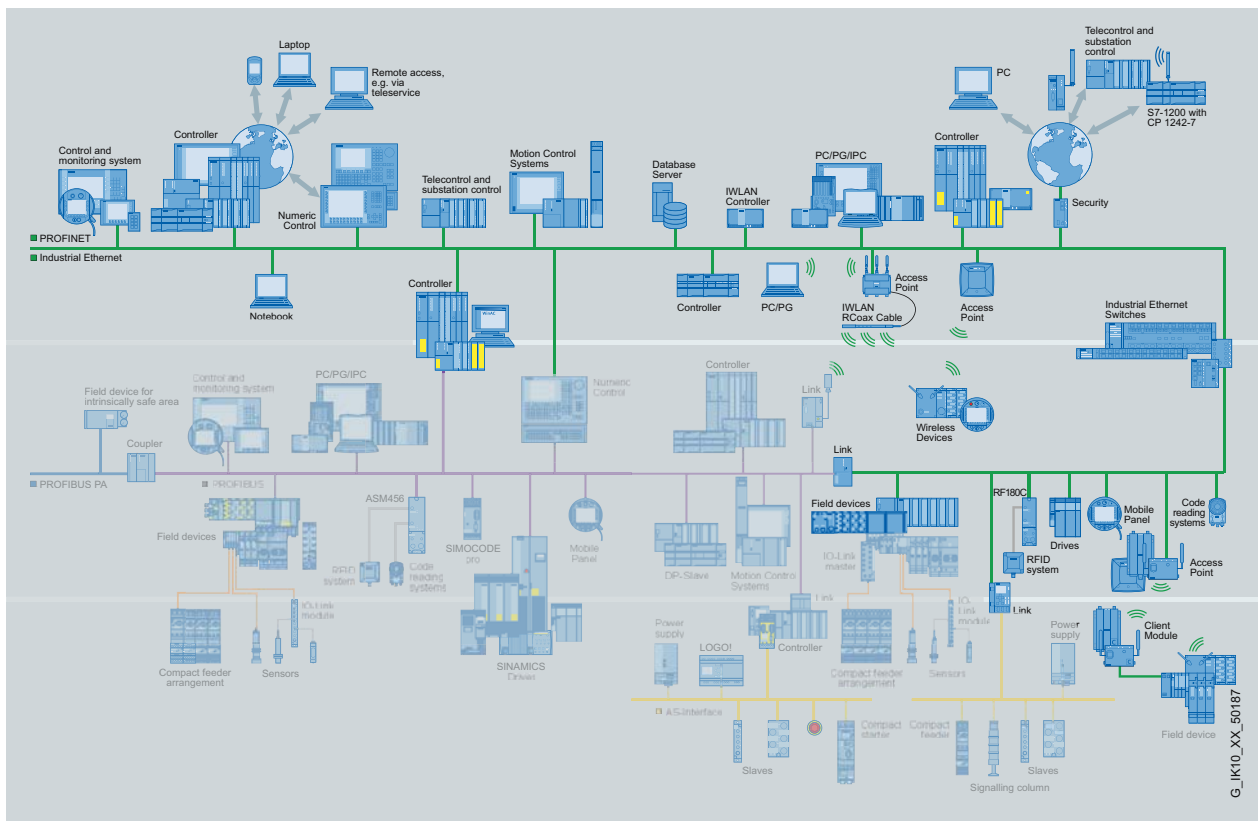 Laptop
Remote access,
e.g. via
teleservice
Telecontrol and
substation
control
PC
S7-1200 with
CP 1242-7
Control and
monitoring system
Controller
Numeric
Control
Telecontrol and
substation control
Motion Control
Systems
Database
Server
IWLAN
Controller
PC/PG/IPC
Controller
Security
PROFINET
Industrial Ethernet
Notebook
Controller
WinAC
Controller
PC/PG
IWLAN
RCoax Cable
Access
Point
Access
Point
Industrial Ethernet
Switches
Field device for
intrinsically safe area
Control and
monitoring system
PC/PG/IPC
Numeric
Control
Controller
Link
Wireless
Devices
Coupler
Link
PROFIBUS PA
PROFIBUS
Field devices
ASM456
RFID
system
Code
reading
systems
SIMOCODE
pro
Mobile
Panel
DP-Slave
Motion Control
Systems
Field devices
IO-Link
master
RF180C
RFID
system
Drives
Mobile
Panel
Access
Point
Code
reading
systems
IO-Link
module
Compact feeder
arrangement
Sensors
SINAMICS
Drives
Link
Power
supply
LOGO!
Controller
Compact feeder
arrangement
Sensors
IO-
Link
module
Link
Power
supply
Client
Module
Field device
AS-Interface
Slaves
Compact
starter
Compact
feeder
Slaves
Signalling column
G_IK10_XX_50187